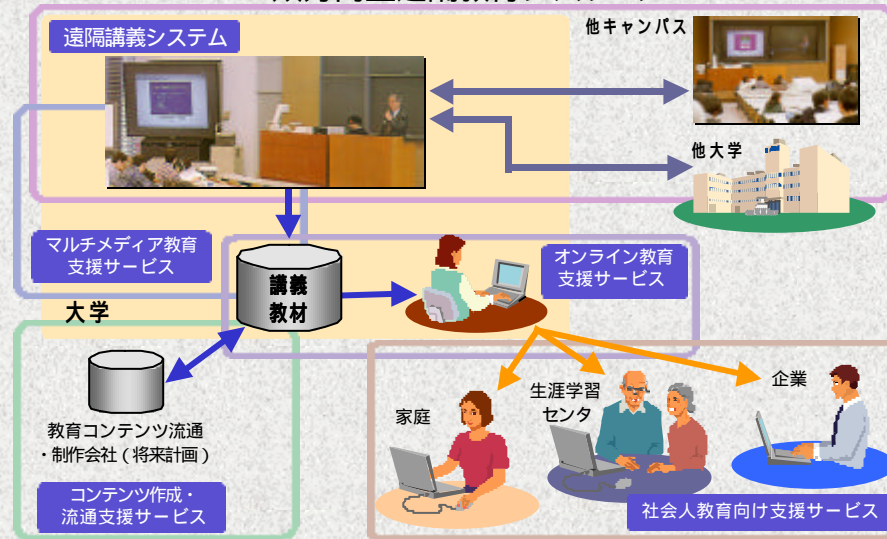 遠隔講義システム
他キャンパス
他大学
マルチメディア教育
支援サービス
オンライン教育
支援サービス
講義
教材
大学
教育コンテンツ流通
・制作会社(将来計画)
コンテンツ作成・
流通支援サービス
家庭
生涯学習
センタ
企業
社会人教育向け支援サービス